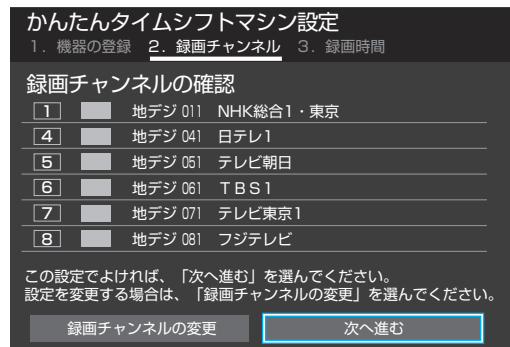 かんたんタイムシフトマシン設定
1. 機器の登録 2. 録画チャンネル 3. 録画時間
録画チャンネルの確認
1 地デジ 011 NHK総合1・東京
4 地デジ 041 日テレ1
5 地デジ 051 テレビ朝日
6 地デジ 061 TBS1
7 地デジ 071 テレビ東京1
8 地デジ 081 フジテレビ
この設定でよければ、「次へ進む」を選んでください。
設定を変更する場合は、「録画チャンネルの変更」を選んでください。
録画チャンネルの変更 次へ進む